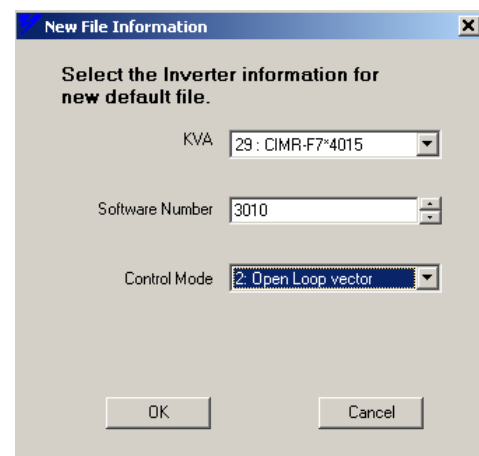 New File Information
Select the Inverter information for
new default file.
KVA
29 : CIMR-F7*4015
Software Number
3010
Control Mode
2: Open Loop vector
OK
Cancel